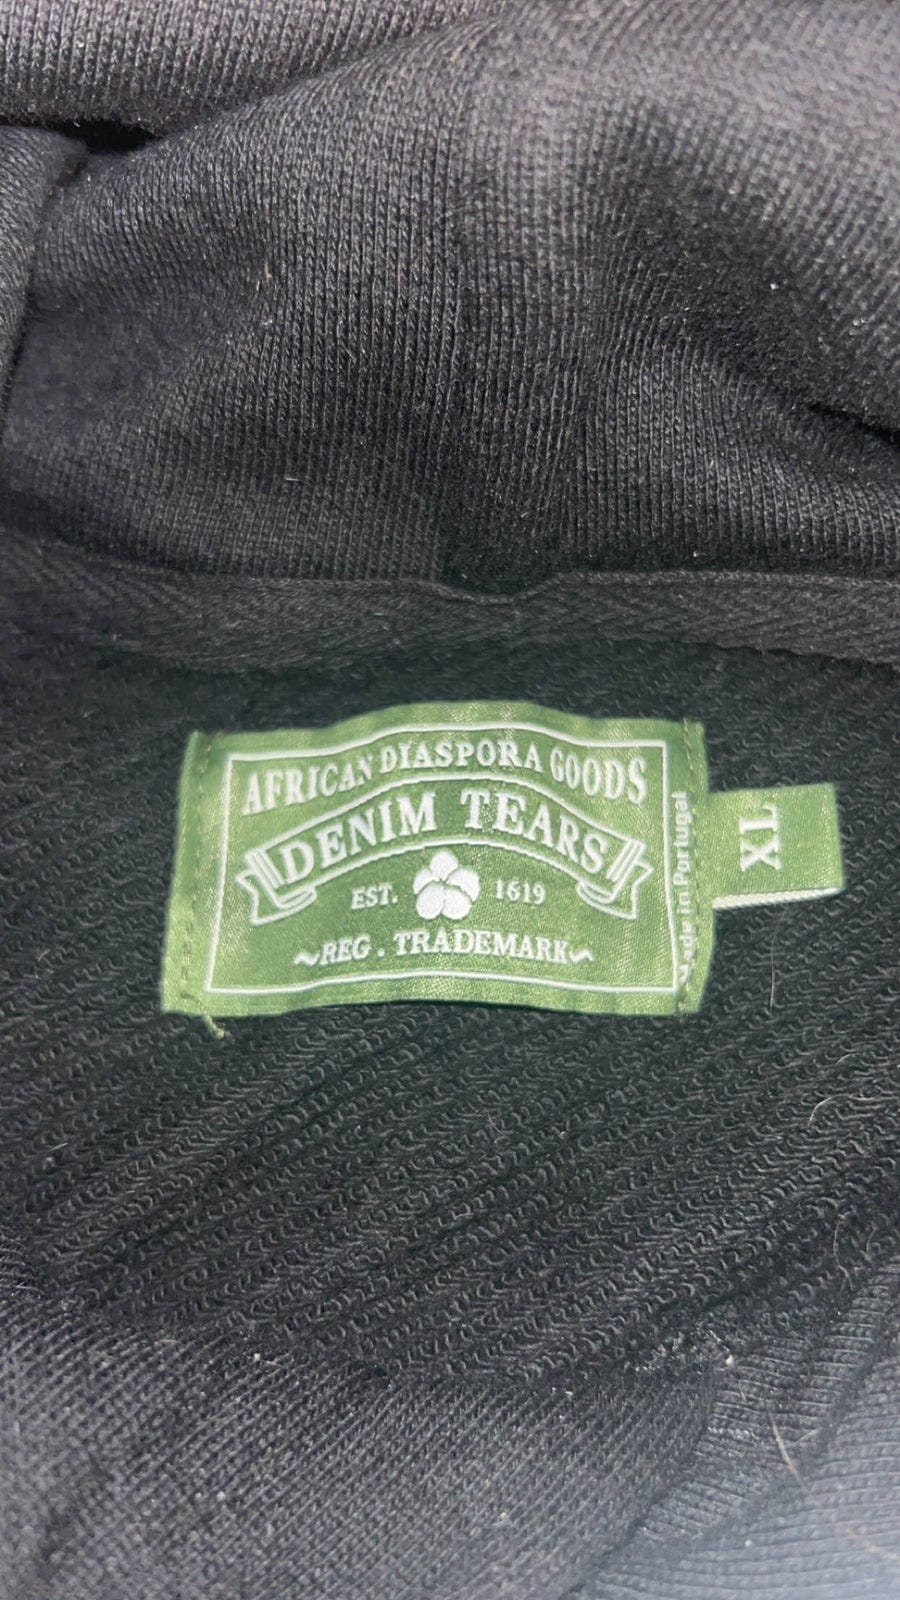 AFRICAN DIASPORA GOODS
DENIM TEARS
EST. 1619
~REG . TRADEMARK~
Made in Portugal
XL